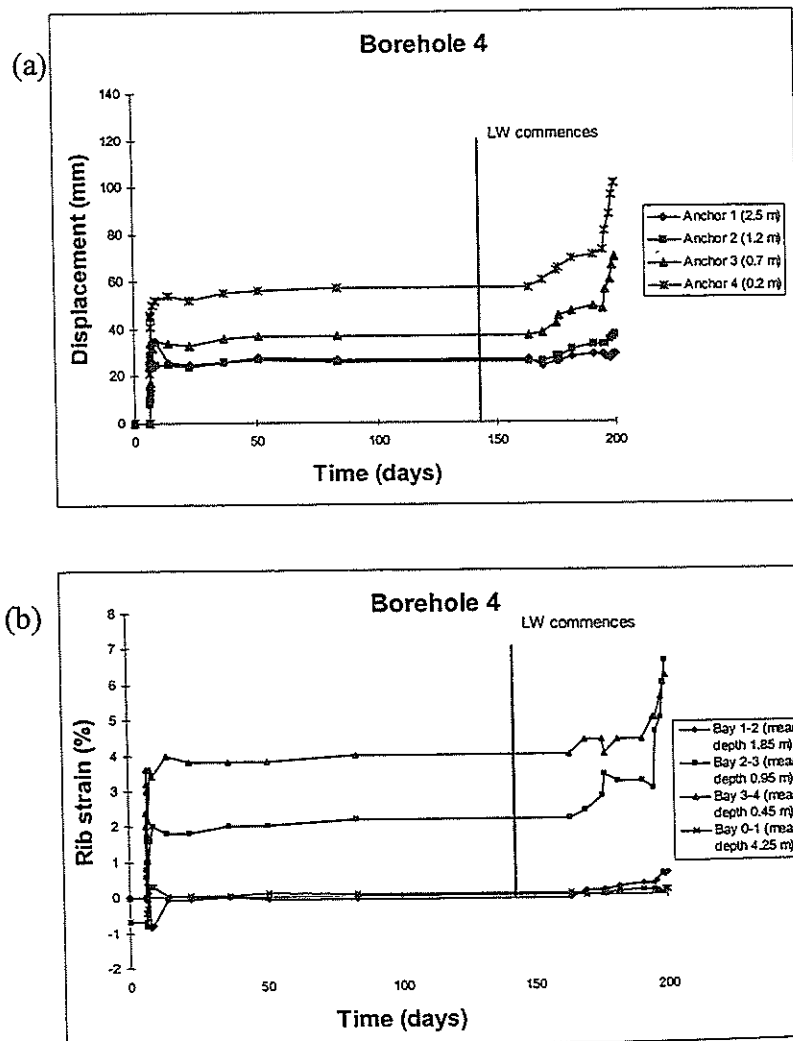 (a)
Borehole 4
140
120
100
80
60
40
20
0
Displacement (mm)
LW commences
0 50 100 150 200
Time (days)
Anchor 1 (2.5 m)
Anchor 2 (1.2 m)
Anchor 3 (0.7 m)
Anchor 4 (0.2 m)
(b)
Borehole 4
8
7
6
5
4
3
2
1
0
-1
-2
Rib strain (%)
LW commences
0 50 100 150 200
Time (days)
Bay 1-2 (mea
depth 1.85 m)
Bay 2-3 (mea
depth 0.95 m)
Bay 3-4 (mea
depth 0.45 m)
Bay 0-1 (mea
depth 4.25 m)